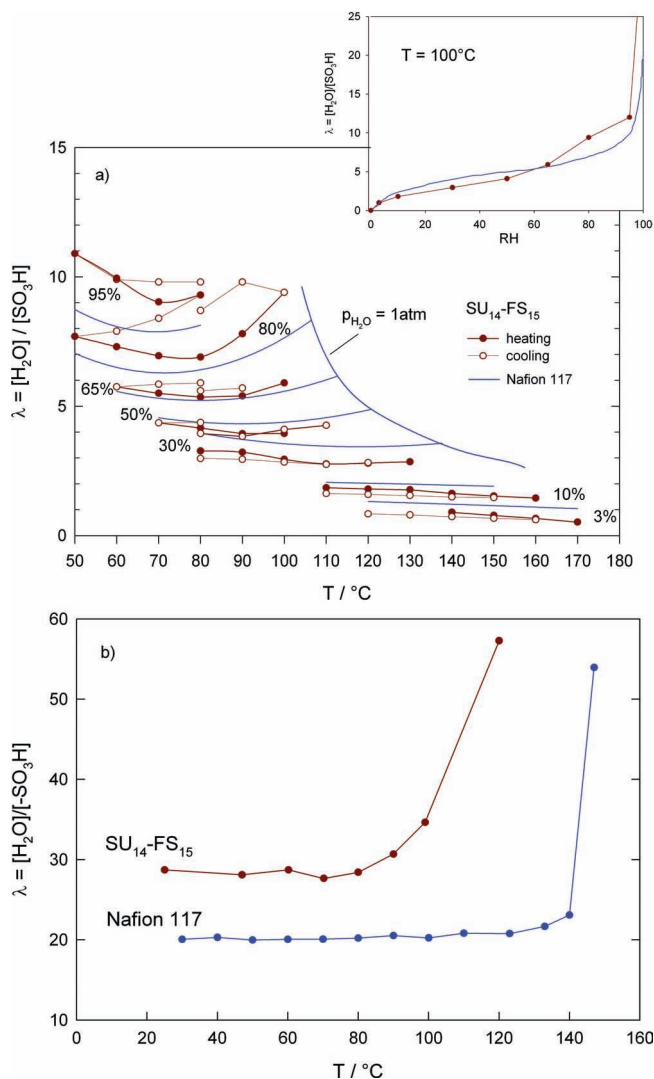 25
20
15
10
5
0
λ = [H₂O]/[SO₃H]
T = 100°C
0 20 40 60 80 100
RH
15
10
5
0
λ = [H₂O] / [SO₃H]
a)
95%
80%
65%
50%
30%
10%
3%
p_H₂O = 1atm
SU₁₄-FS₁₅
heating
cooling
Nafion 117
50 60 70 80 90 100 110 120 130 140 150 160 170 180
T / °C
60
50
40
30
20
10
λ = [H₂O]/[-SO₃H]
b)
SU₁₄-FS₁₅
Nafion 117
0 20 40 60 80 100 120 140 160
T / °C